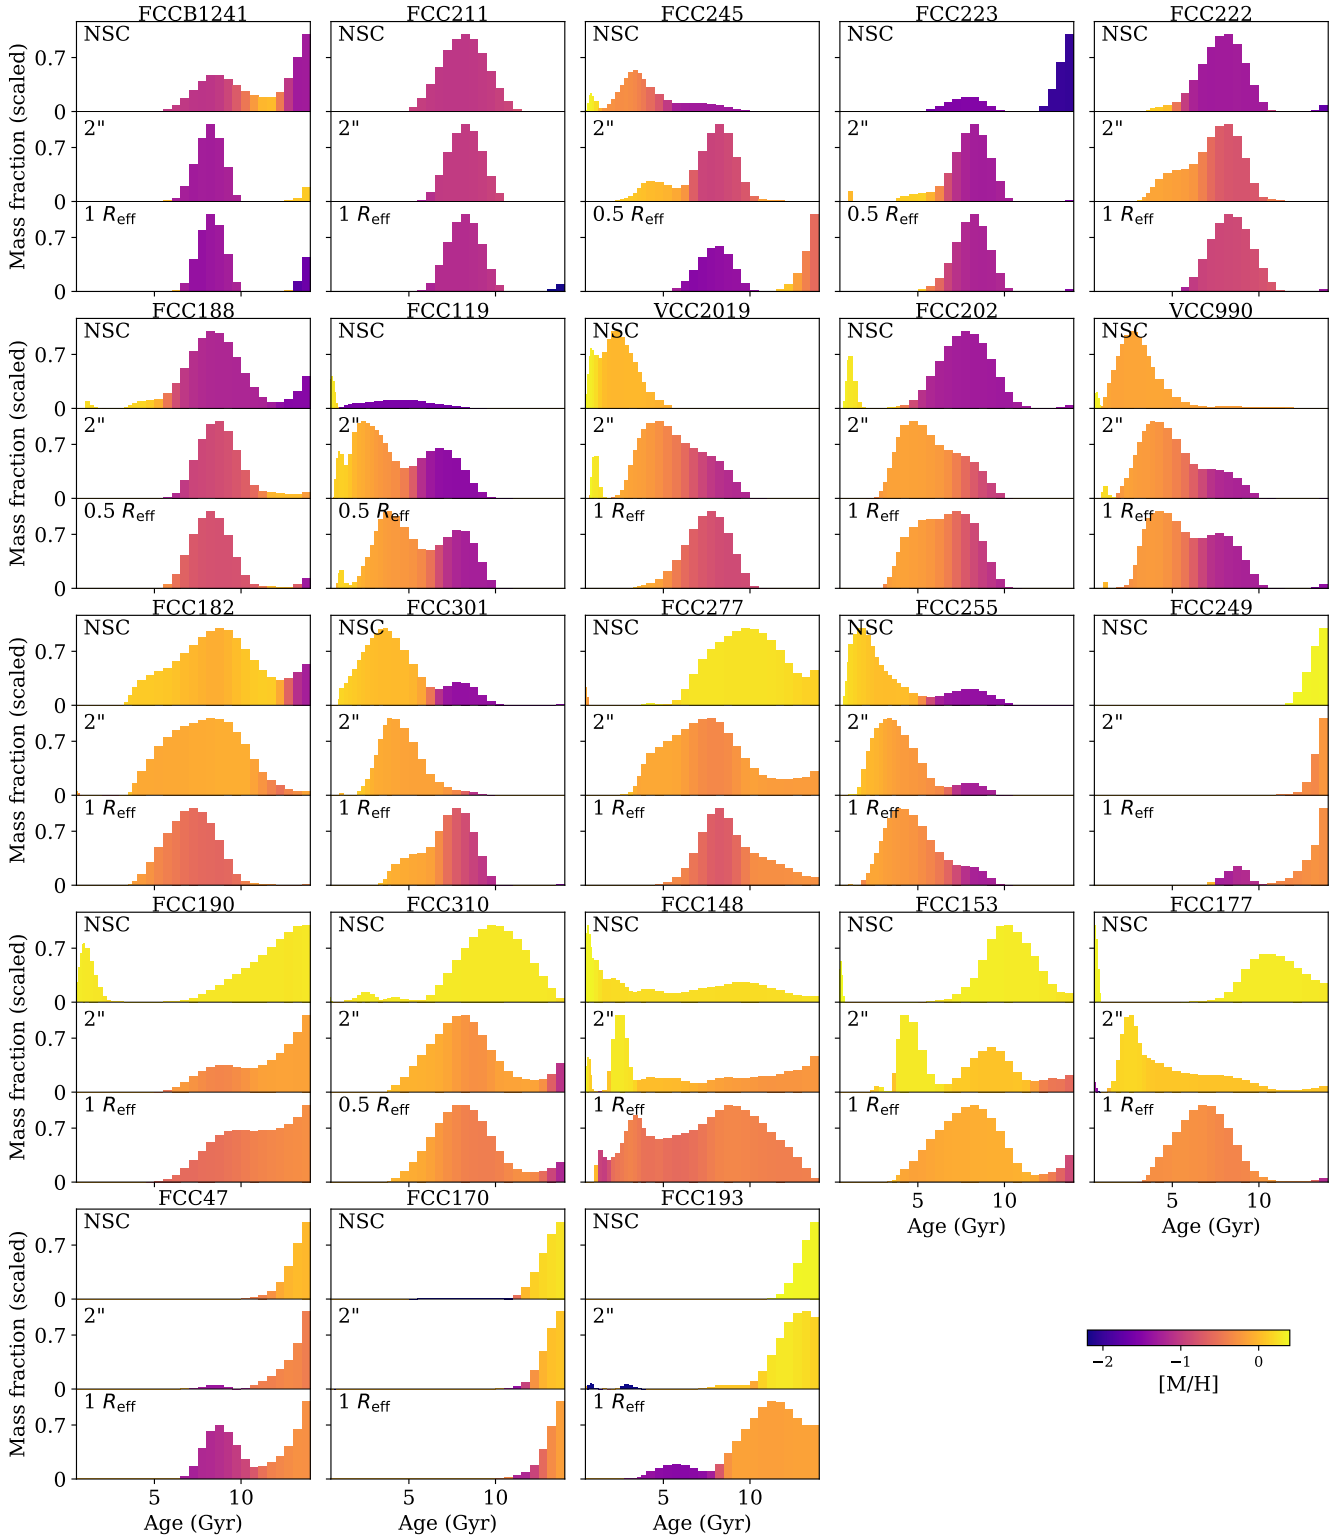 FCCB1241 FCC211 FCC245 FCC223 FCC222
NSC NSC NSC NSC NSC
Mass fraction (scaled)
0.7
0
2" 2" 2" 2" 2"
0.7
0
1 Reff 1 Reff 0.5 Reff 0.5 Reff 1 Reff
0.7
0
FCC188 FCC119 VCC2019 FCC202 VCC990
NSC NSC NSC NSC NSC
Mass fraction (scaled)
0.7
0
2" 2" 2" 2" 2"
0.7
0
0.5 Reff 0.5 Reff 1 Reff 1 Reff 1 Reff
0.7
0
FCC182 FCC301 FCC277 FCC255 FCC249
NSC NSC NSC NSC NSC
Mass fraction (scaled)
0.7
0
2" 2" 2" 2" 2"
0.7
0
1 Reff 1 Reff 1 Reff 1 Reff 1 Reff
0.7
0
FCC190 FCC310 FCC148 FCC153 FCC177
NSC NSC NSC NSC NSC
Mass fraction (scaled)
0.7
0
2" 2" 2" 2" 2"
0.7
0
1 Reff 0.5 Reff 1 Reff 1 Reff 1 Reff
0.7
0
5 10 5 10
Age (Gyr) Age (Gyr)
FCC47 FCC170 FCC193
NSC NSC NSC
Mass fraction (scaled)
0.7
0
2" 2" 2"
0.7
0
1 Reff 1 Reff 1 Reff
0.7
0
5 10 5 10 5 10
Age (Gyr) Age (Gyr) Age (Gyr)
−2 −1 0
[M/H]